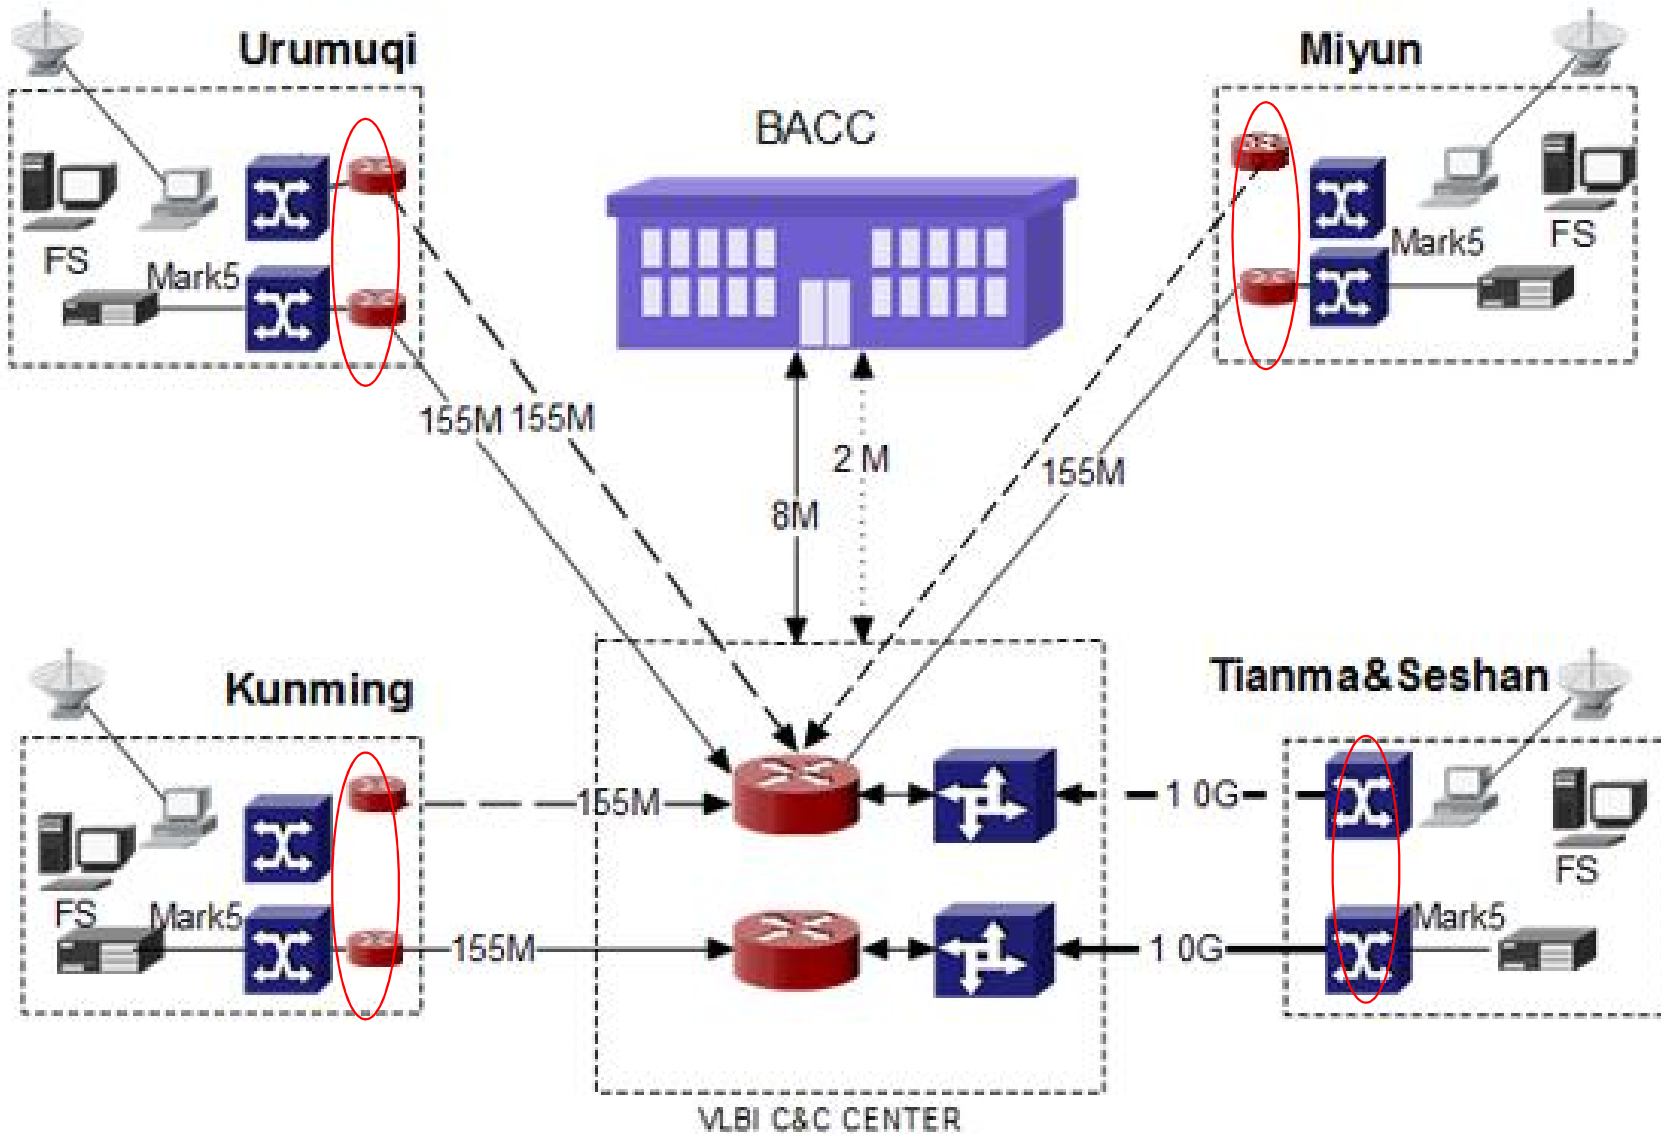 Urumuqi
Miyun
BACC
FS
Mark5
Mark5
FS
155M
155M
2 M
155M
8M
Kunming
Tianma&Seshan
155M
1 0G
FS
FS
Mark5
Mark5
155M
1 0G
VLBI C&C CENTER